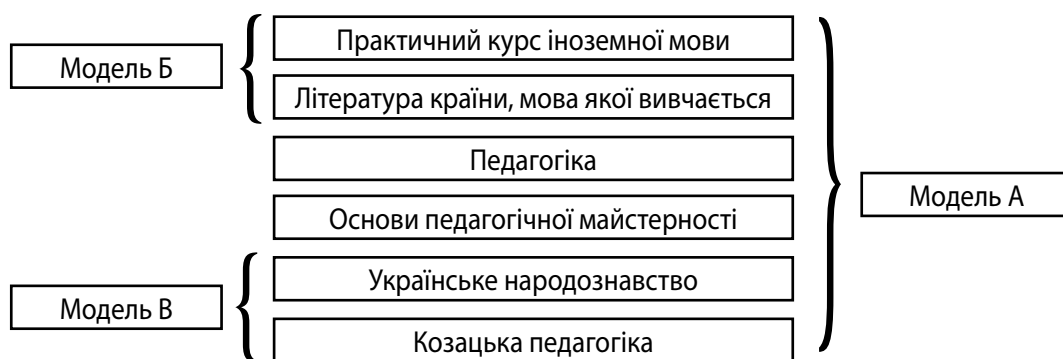 Модель Б
Практичний курс іноземної мови
Література країни, мова якої вивчається
Педагогіка
Основи педагогічної майстерності
Модель А
Модель В
Українське народознавство
Козацька педагогіка